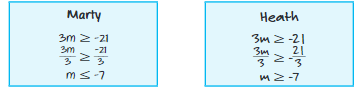 Marty
3m ≥ -21
3m/3 ≥ -21/3
m ≤ -7
Heath
3m ≥ -21
3m/3 ≥ -21/3
m ≥ -7